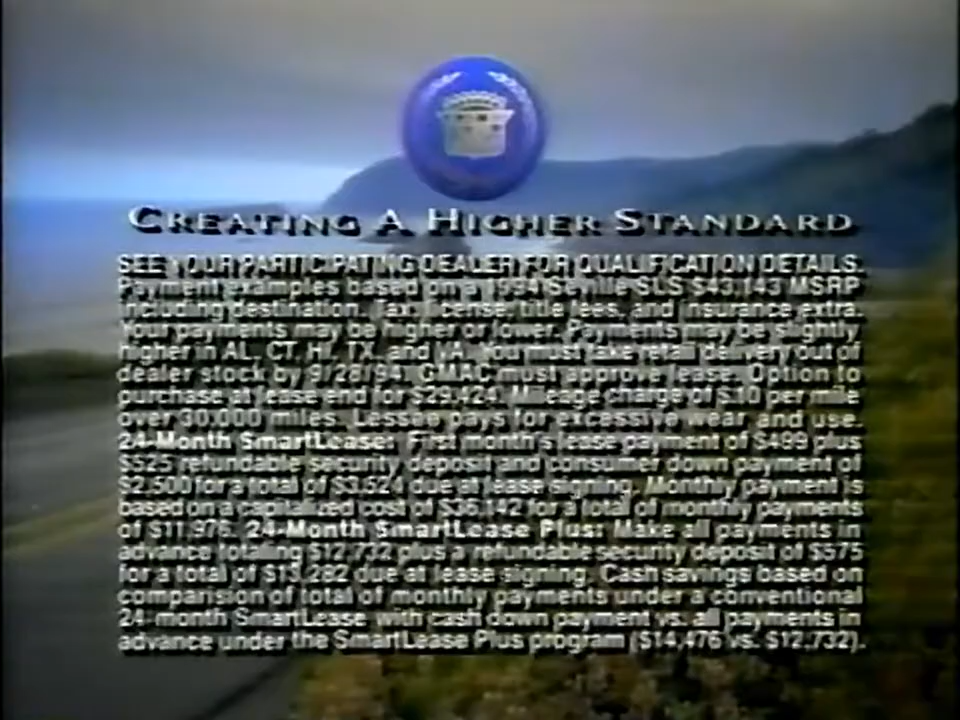 CREATING A HIGHER STANDARD
SEE YOUR PARTICIPATING DEALER FOR QUALIFICATION DETAILS.
Payment examples based on a 1994 Seville SLS $43,143 MSRP
including destination. Tax, license, title fees, and insurance extra.
Your payments may be higher or lower. Payments may be slightly
higher in AL, CT, HI, TX, and VA. You must take retail delivery out of
dealer stock by 9/28/94. GMAC must approve lease. Option to
purchase at lease end for $29,424. Mileage charge of $.10 per mile
over 30,000 miles. Lessee pays for excessive wear and use.
24-Month SmartLease: First month's lease payment of $499 plus
$525 refundable security deposit and consumer down payment of
$2,500 for a total of $3,524 due at lease signing. Monthly payment is
based on a capitalized cost of $36,142 for a total of monthly payments
of $11,976. 24-Month SmartLease Plus: Make all payments in
advance totaling $12,732 plus a refundable security deposit of
for a total of due at lease signing. Cash savings based on
comparision of total of monthly payments under a conventional
24-month SmartLease with cash down payment vs. all payments in
advance under the SmartLease Plus program ($14,476 vs. $12,732).